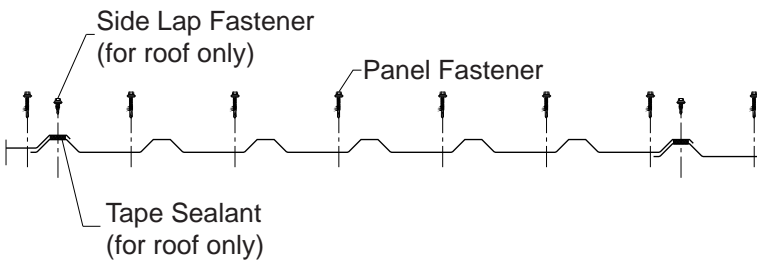 Side Lap Fastener
(for roof only)
Panel Fastener
Tape Sealant
(for roof only)